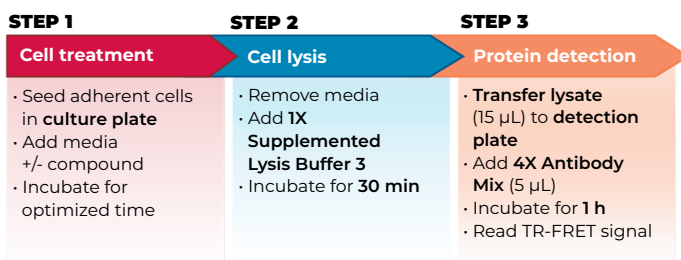 STEP 1
Cell treatment
· Seed adherent cells
in culture plate
· Add media
+/- compound
· Incubate for
optimized time
STEP 2
Cell lysis
· Remove media
· Add 1X
Supplemented
Lysis Buffer 3
· Incubate for 30 min
STEP 3
Protein detection
· Transfer lysate
(15 µL) to detection
plate
· Add 4X Antibody
Mix (5 µL)
· Incubate for 1 h
· Read TR-FRET signal